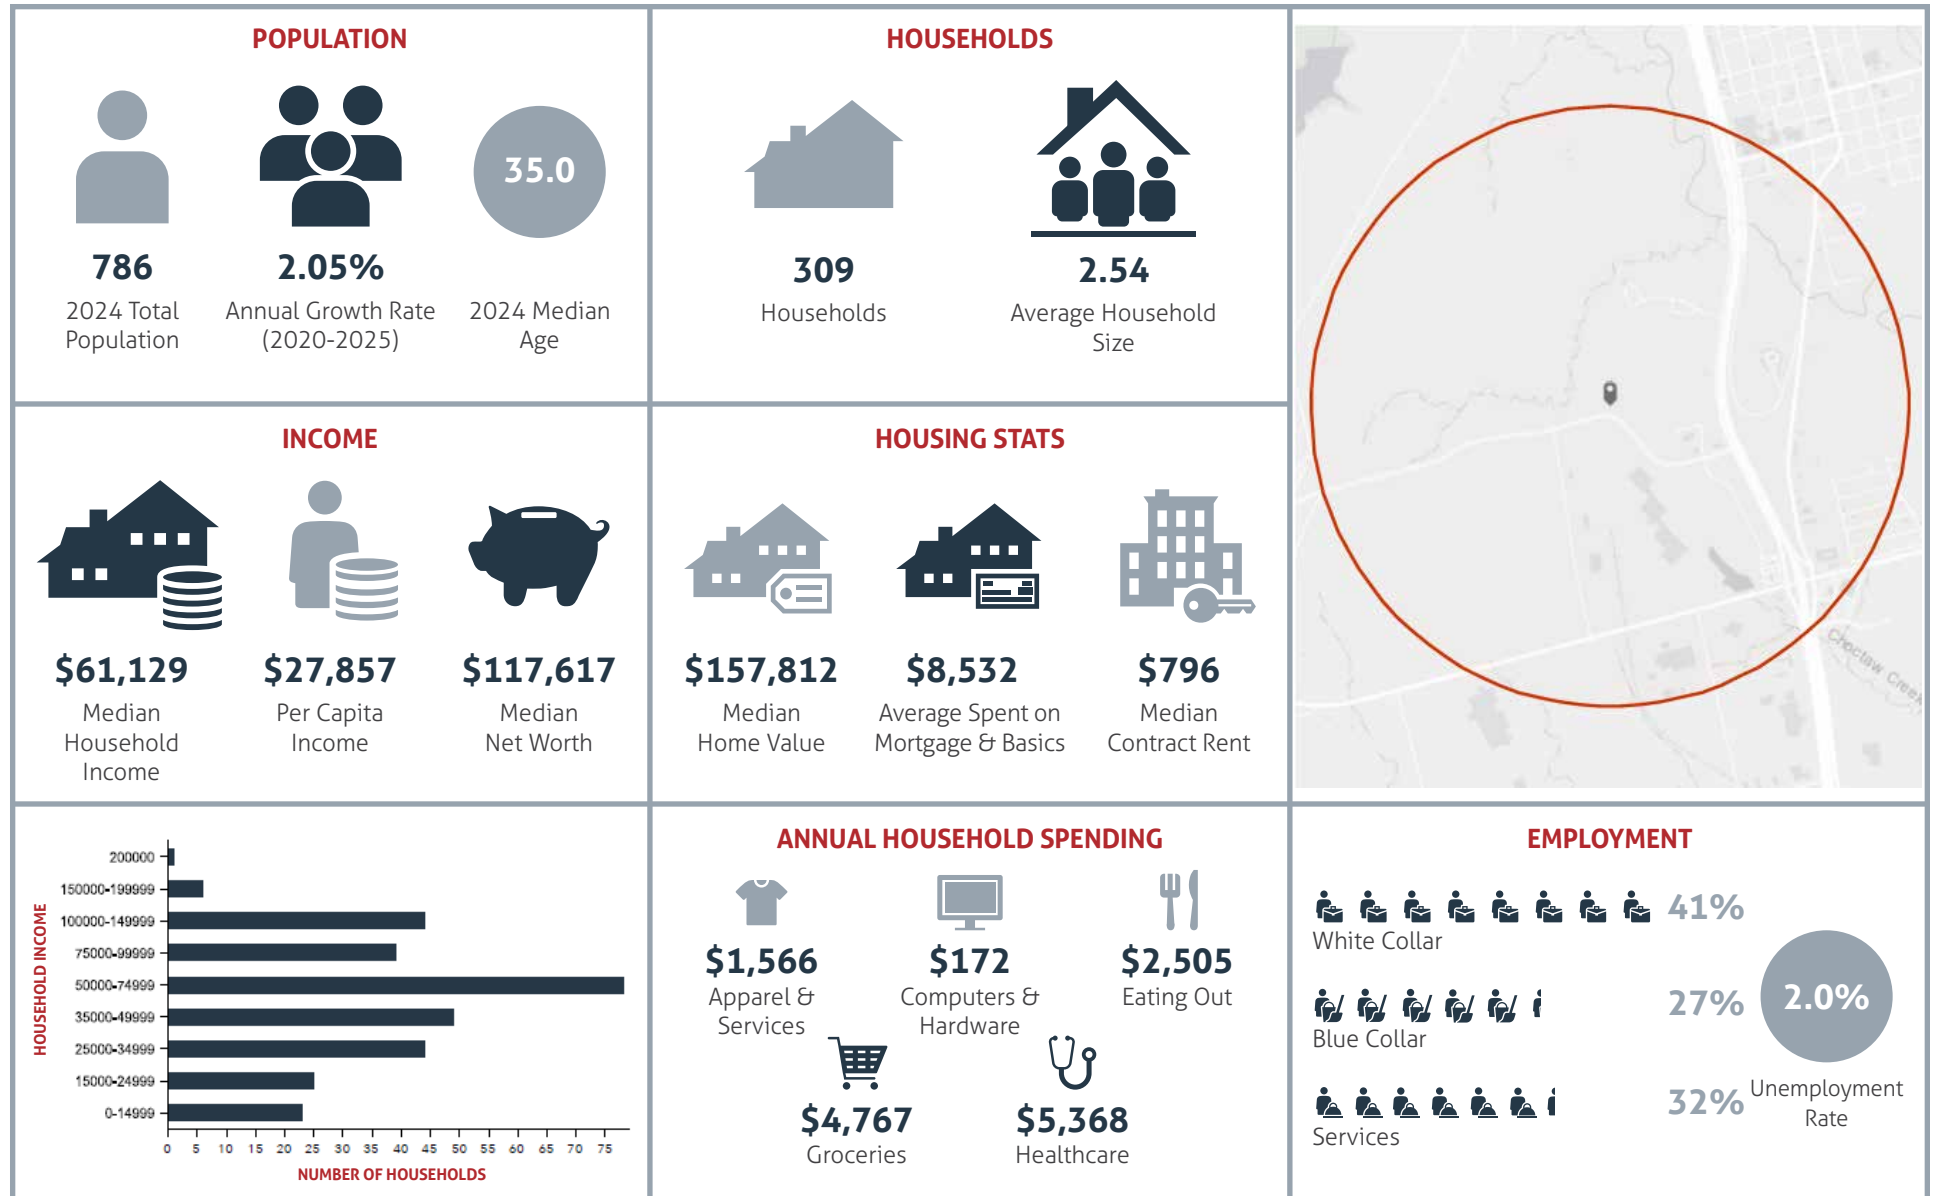 POPULATION
35.0
786
2.05%
2024 Total
Population
Annual Growth Rate
(2020-2025)
2024 Median
Age
HOUSEHOLDS
309
2.54
Households
Average Household
Size
INCOME
$61,129
$27,857
$117,617
Median
Household
Income
Per Capita
Income
Median
Net Worth
HOUSING STATS
$157,812
$8,532
$796
Median
Home Value
Average Spent on
Mortgage & Basics
Median
Contract Rent
Choctaw Creek
HOUSEHOLD INCOME
200000
150000-199999
100000-149999
75000-99999
50000-74999
35000-49999
25000-34999
15000-24999
0-14999
0 5 10 15 20 25 30 35 40 45 50 55 60 65 70 75
NUMBER OF HOUSEHOLDS
ANNUAL HOUSEHOLD SPENDING
$1,566
$172
$2,505
Apparel &
Services
Computers &
Hardware
Eating Out
$4,767
$5,368
Groceries
Healthcare
EMPLOYMENT
41%
White Collar
27%
Blue Collar
32%
Services
2.0%
Unemployment
Rate